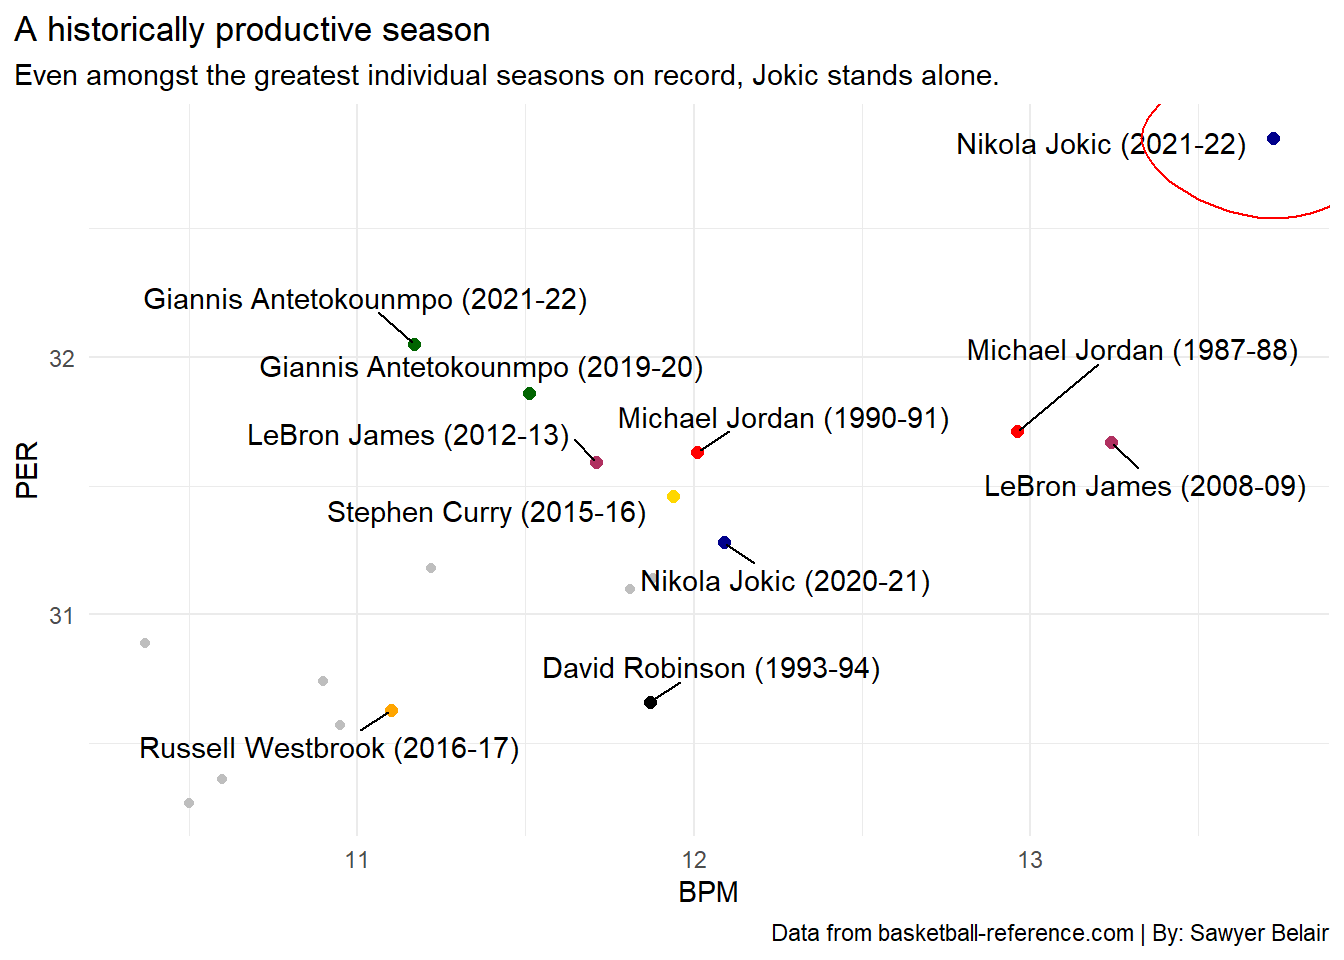 A historically productive season
Even amongst the greatest individual seasons on record, Jokic stands alone.
Nikola Jokic (2021-22)
Giannis Antetokounmpo (2021-22)
Michael Jordan (1987-88)
32
Giannis Antetokounmpo (2019-20)
Michael Jordan (1990-91)
LeBron James (2012-13)
PER
LeBron James (2008-09)
Stephen Curry (2015-16)
Nikola Jokic (2020-21)
31
David Robinson (1993-94)
Russell Westbrook (2016-17)
11
12
13
BPM
Data from basketball-reference.com | By: Sawyer Belair